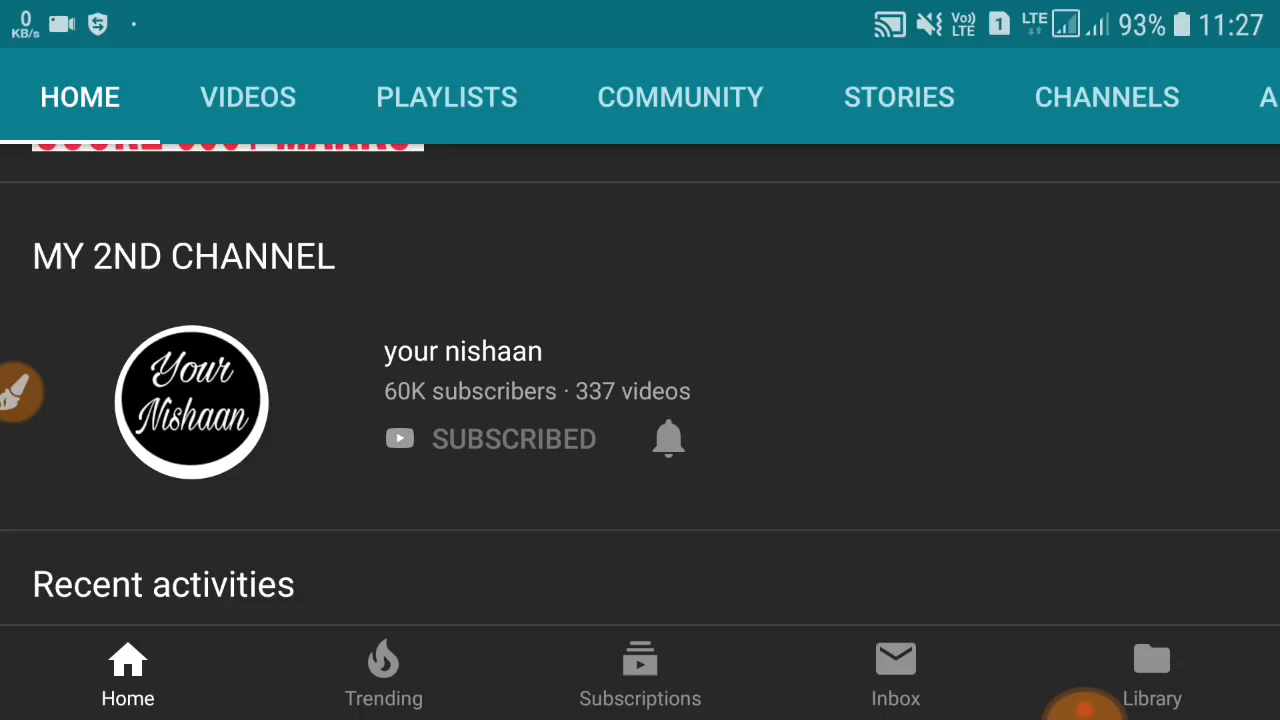 0
KB/s
Vo))
LTE
1
LTE
93%
11:27
HOME
VIDEOS
PLAYLISTS
COMMUNITY
STORIES
CHANNELS
A
MY 2ND CHANNEL
Your
Nishaan
your nishaan
60K subscribers · 337 videos
SUBSCRIBED
Recent activities
Home
Trending
Subscriptions
Inbox
Library